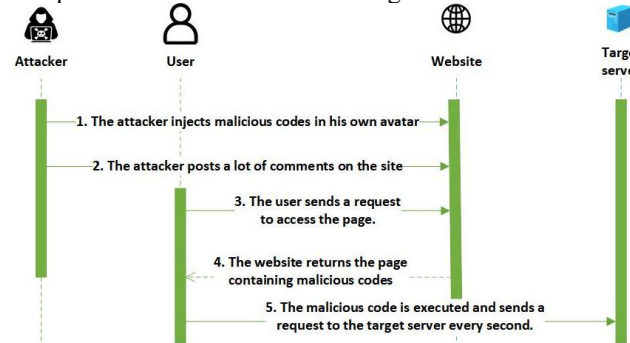 Attacker
User
Website
1. The attacker injects malicious codes in his own avatar
2. The attacker posts a lot of comments on the site
3. The user sends a request
to access the page.
4. The website returns the page
containing malicious codes
5. The malicious code is executed and sends a
request to the target server every second.